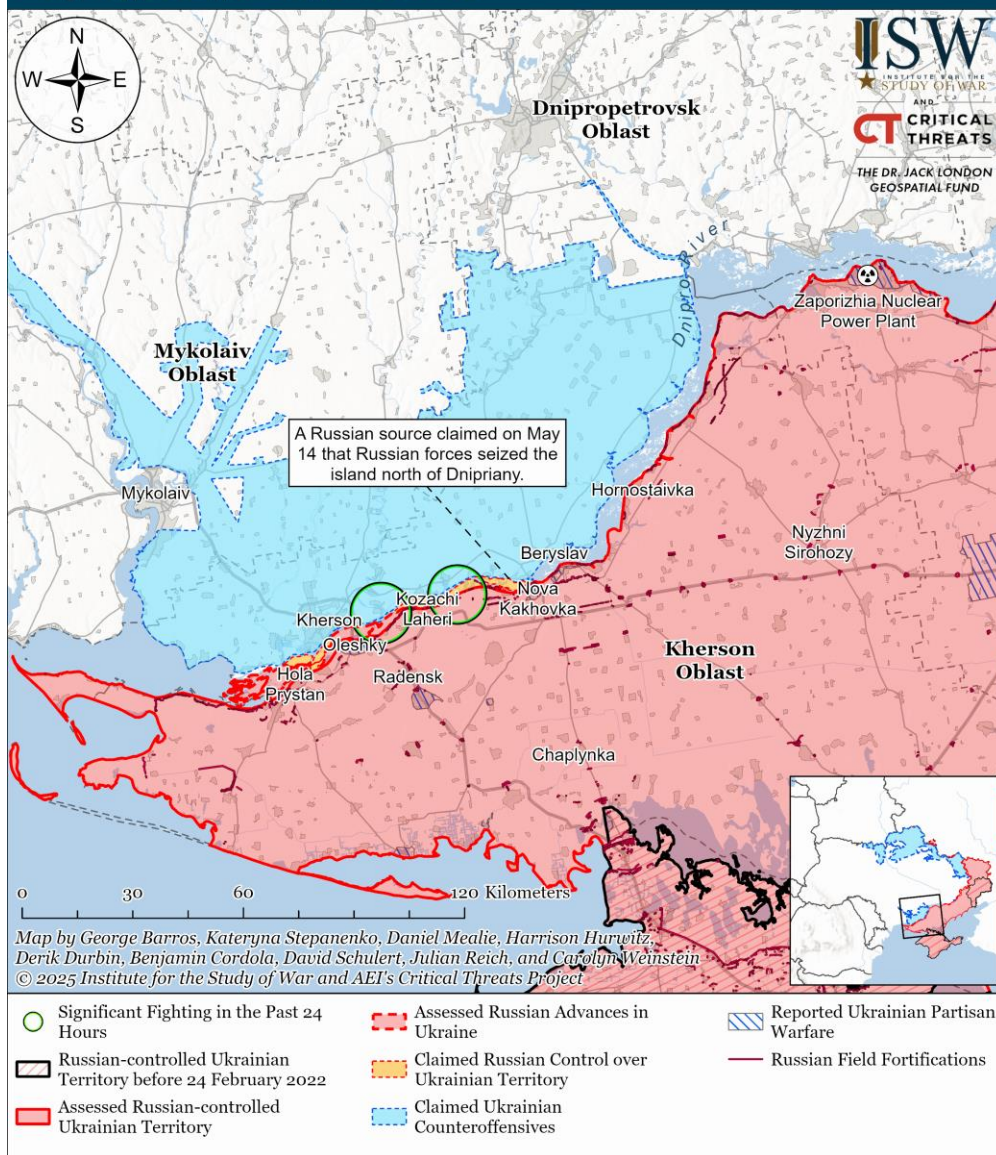 N
W E
S
ISW
INSTITUTE FOR THE
STUDY OF WAR
AND
CT CRITICAL
THREATS
THE DR. JACK LONDON
GEOSPATIAL FUND
Dnipropetrovsk
Oblast
Dnipro River
Zaporizhia Nuclear
Power Plant
Mykolaiv
Oblast
A Russian source claimed on May
14 that Russian forces seized the
island north of Dnipriany.
Mykolaiv
Hornostaivka
Nyzhni
Sirohozy
Beryslav
Nova
Kakhovka
Kozachi
Laheri
Kherson
Oleshky
Kherson
Oblast
Hola
Prystan
Radensk
Chaplynka
0 30 60 120 Kilometers
Map by George Barros, Kateryna Stepanenko, Daniel Mealie, Harrison Hurwitz,
Derik Durbin, Benjamin Cordola, David Schulert, Julian Reich, and Carolyn Weinstein
© 2025 Institute for the Study of War and AEI's Critical Threats Project
Significant Fighting in the Past 24
Hours
Russian-controlled Ukrainian
Territory before 24 February 2022
Assessed Russian-controlled
Ukrainian Territory
Assessed Russian Advances in
Ukraine
Claimed Russian Control over
Ukrainian Territory
Claimed Ukrainian
Counteroffensives
Reported Ukrainian Partisan
Warfare
Russian Field Fortifications